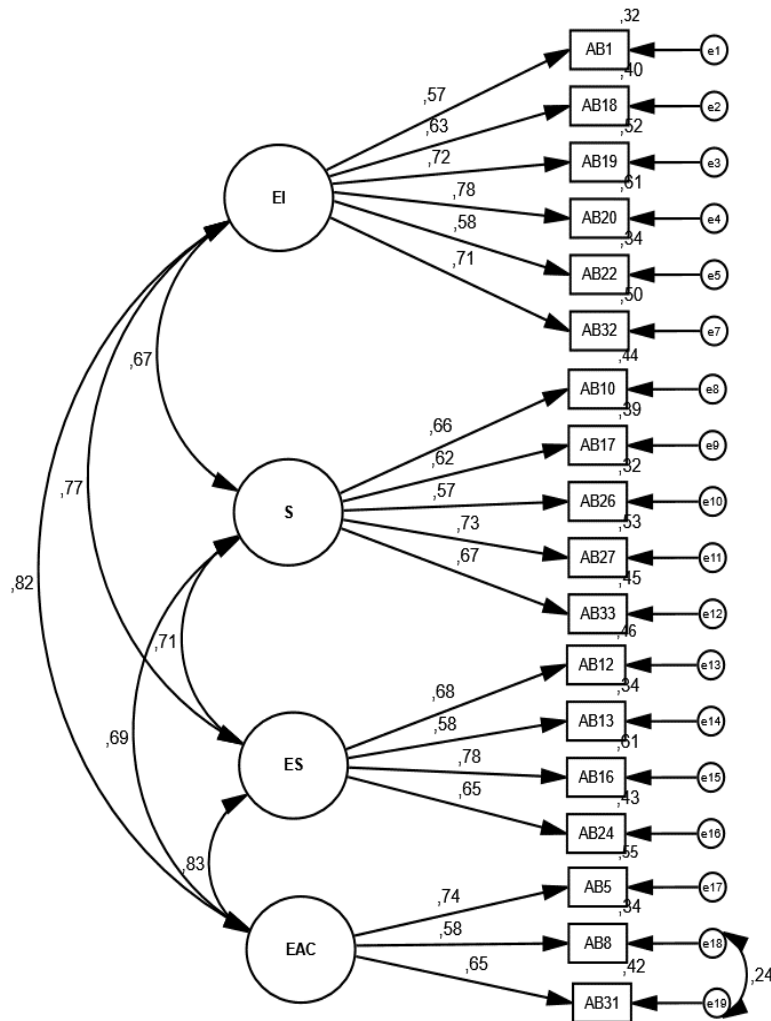 ,32
AB1
e1
,57
,40
AB18
e2
,63
,52
AB19
e3
,72
,61
AB20
e4
,78
,34
AB22
e5
,58
,50
AB32
e7
,71
EI
,67
,77
,82
,44
AB10
e8
,66
,39
AB17
e9
,62
,32
AB26
e10
,57
,53
AB27
e11
,73
,45
AB33
e12
,67
S
,71
,69
,46
AB12
e13
,68
,34
AB13
e14
,58
,61
AB16
e15
,78
,43
AB24
e16
,65
ES
,83
,55
AB5
e17
,74
,34
AB8
e18
,58
,42
AB31
e19
,65
EAC
,24